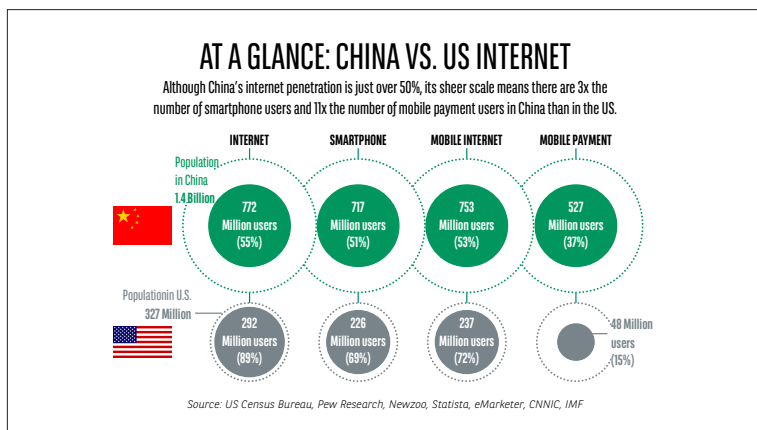 AT A GLANCE: CHINA VS. US INTERNET
Although China's internet penetration is just over 50%, its sheer scale means there are 3x the
number of smartphone users and 11x the number of mobile payment users in China than in the US.
INTERNET
SMARTPHONE
MOBILE INTERNET
MOBILE PAYMENT
Population
in China
1.4 Billion
772
Million users
(55%)
717
Million users
(51%)
753
Million users
(53%)
527
Million users
(37%)
Populationin U.S.
327 Million
292
Million users
(89%)
226
Million users
(69%)
237
Million users
(72%)
48 Million
users
(15%)
Source: US Census Bureau, Pew Research, Newzoo, Statista, eMarketer, CNNIC, IMF